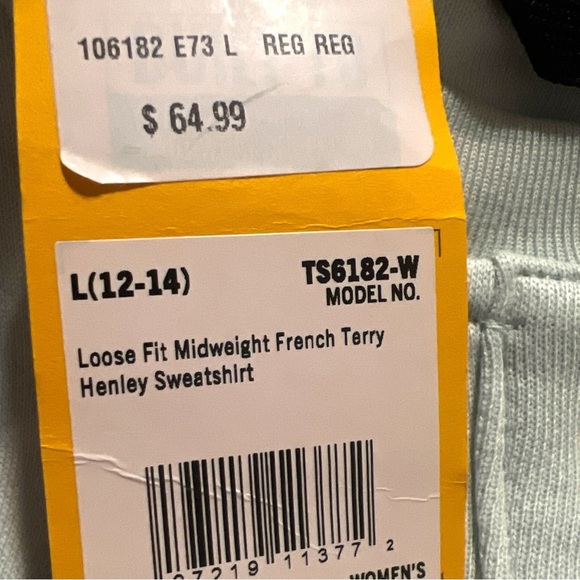 106182 E73 L REG REG
$ 64.99
L(12-14)
TS6182-W
MODEL NO.
Loose Fit Midweight French Terry
Henley Sweatshirt
7219 11377 2
WOMEN'S